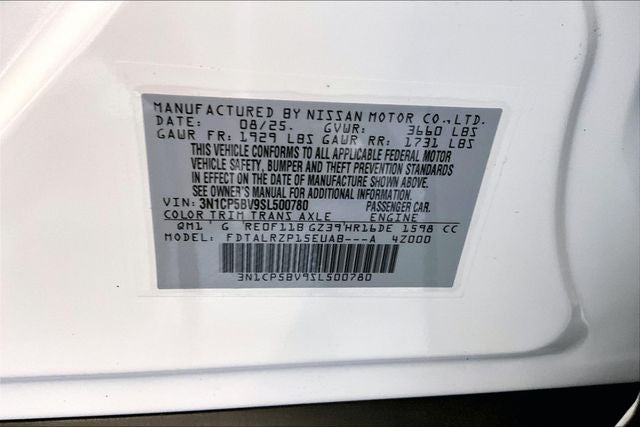 MANUFACTURED BY NISSAN MOTOR CO.,LTD.
DATE: 08/25. GVWR: 3660 LBS
GAWR FR: 1929 LBS GAWR RR: 1731 LBS
THIS VEHICLE CONFORMS TO ALL APPLICABLE FEDERAL MOTOR
VEHICLE SAFETY, BUMPER AND THEFT PREVENTION STANDARDS
IN EFFECT ON THE DATE OF MANUFACTURE SHOWN ABOVE.
SEE OWNER'S MANUAL FOR ADDITIONAL INFORMATION.
VIN: 3N1CP5BV9SL500780 PASSENGER CAR.
COLOR TRIM TRANS AXLE ENGINE
QM1 G RE0F11B GZ39 HR16DE 1598 CC
MODEL: FDTALRZP15EUAB---A 42000
3N1CP5BV9SL500780